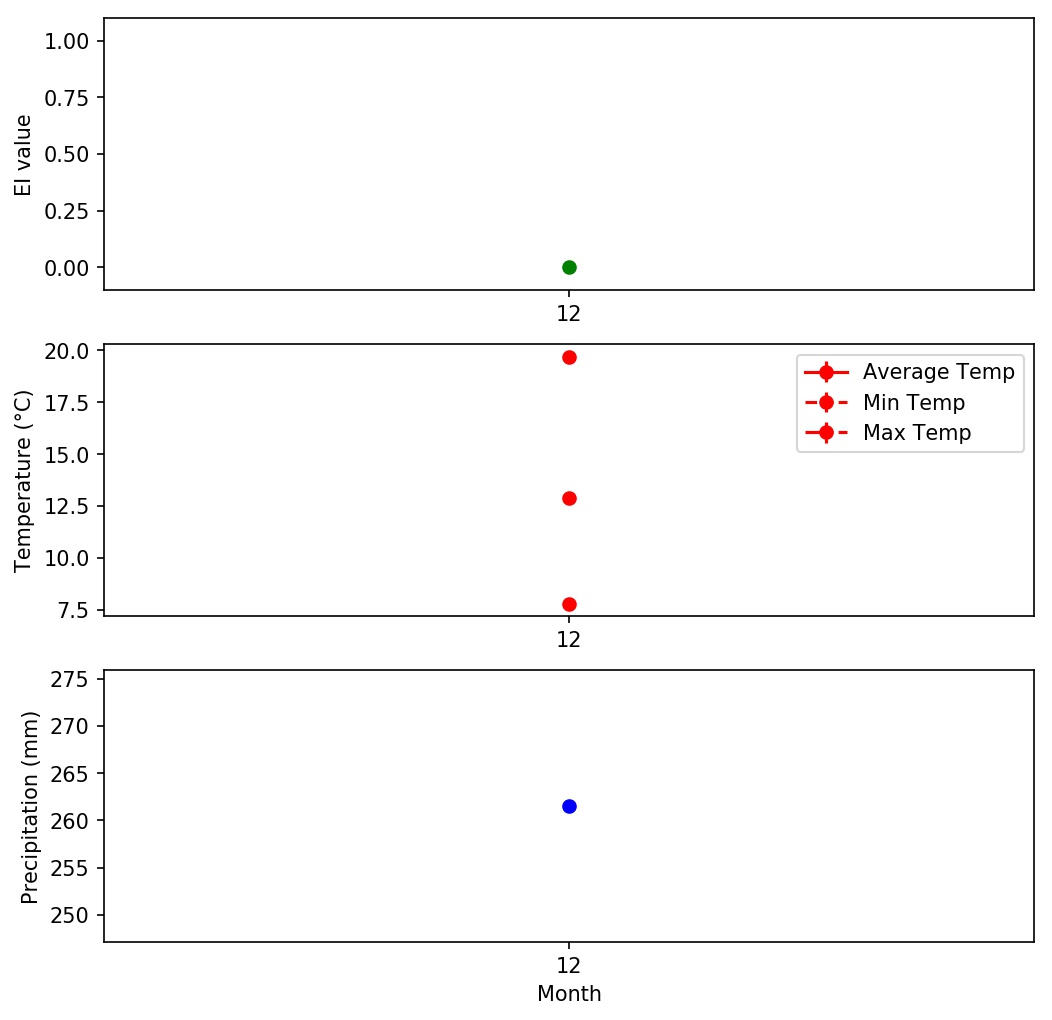 1.00
0.75
0.50
0.25
0.00
EI value
12
20.0
17.5
15.0
12.5
10.0
7.5
Temperature (°C)
Average Temp
Min Temp
Max Temp
12
275
270
265
260
255
250
Precipitation (mm)
12
Month